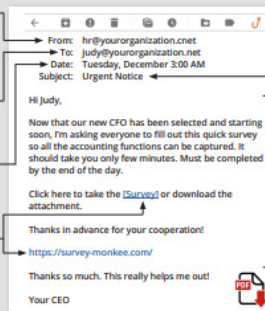 From: hr@yourorganization.cnet
To: judy@yourorganization.net
Date: Tuesday, December 3:00 AM
Subject: Urgent Notice
Hi Judy,
Now that our new CFO has been selected and starting
soon, I'm asking everyone to fill out this quick survey
so all the accounting functions can be captured. It
should take you only few minutes. Must be completed
by the end of the day.
Click here to take the [Survey] or download the
attachment.
Thanks in advance for your cooperation!
https://survey-monkee.com/
Thanks so much. This really helps me out!
Your CEO
PDF